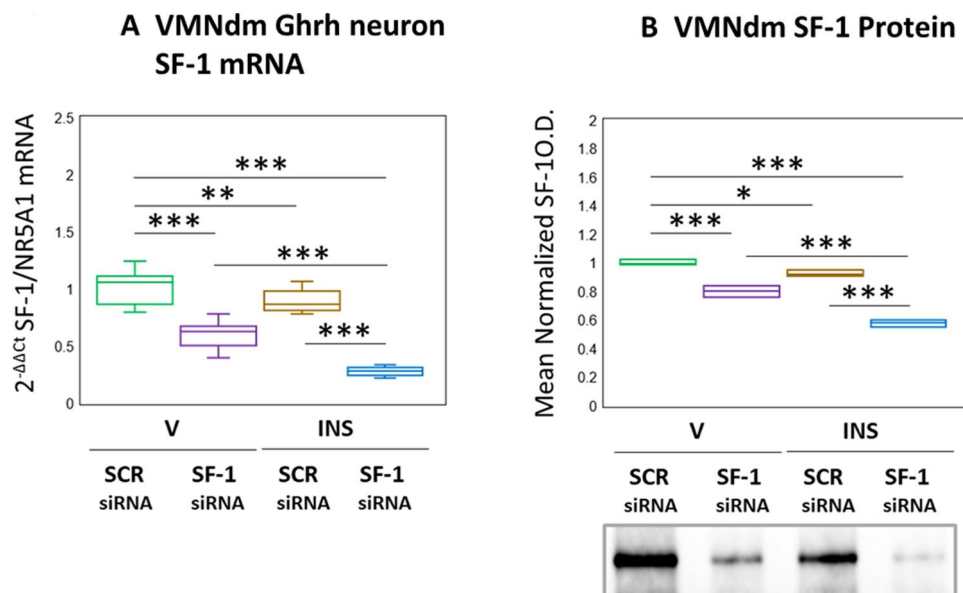 A VMNdm Ghrh neuron
SF-1 mRNA
2-ΔΔCt SF-1/NR5A1 mRNA
2.5
2
1.5
1
0.5
0
***
**
***
***
***
V
INS
SCR
siRNA
SF-1
siRNA
SCR
siRNA
SF-1
siRNA
B VMNdm SF-1 Protein
Mean Normalized SF-1O.D.
2
1.8
1.6
1.4
1.2
1
0.8
0.6
0.4
0.2
0
***
*
***
***
***
V
INS
SCR
siRNA
SF-1
siRNA
SCR
siRNA
SF-1
siRNA